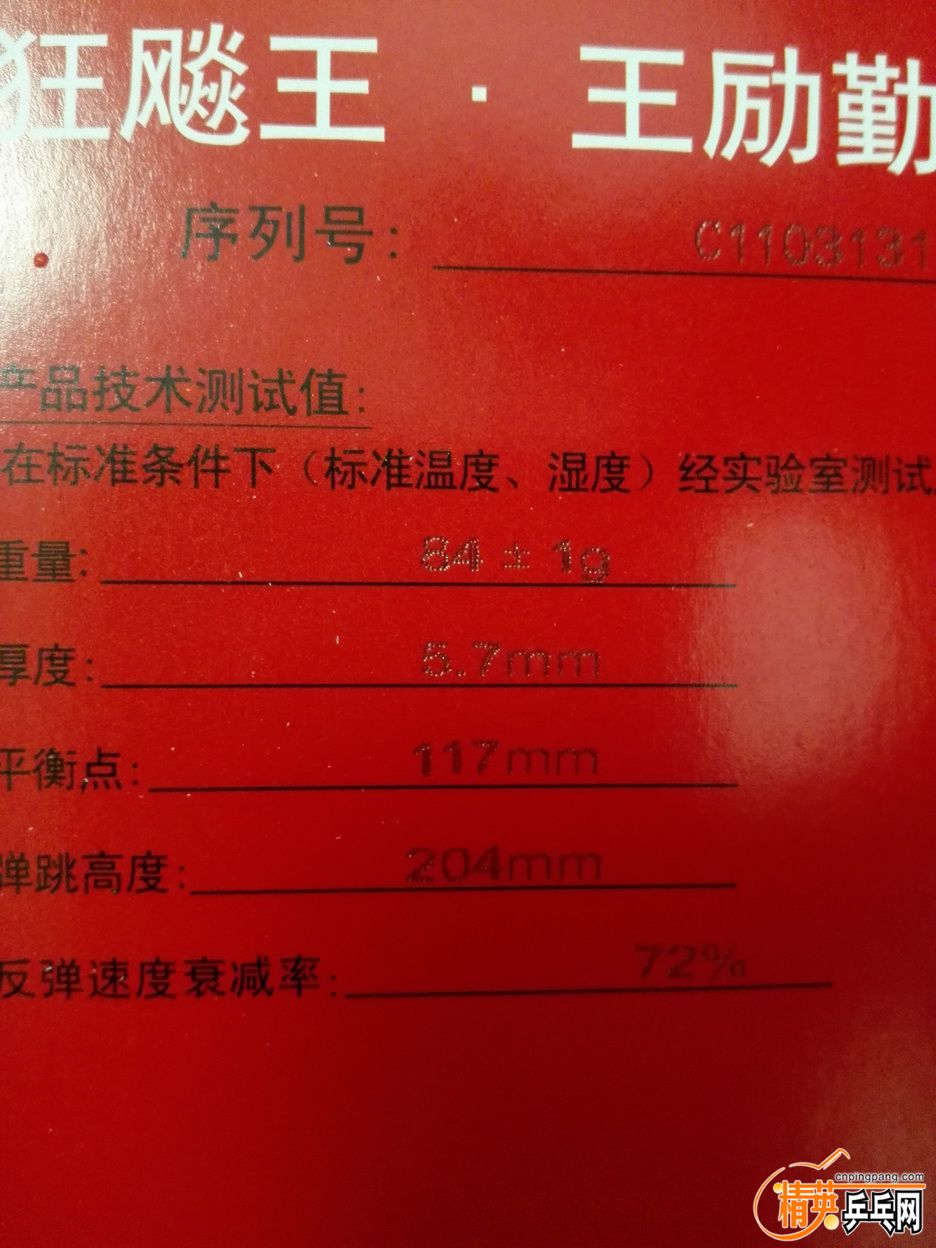 狂飚王·王励勤
序列号: C1103131
产品技术测试值:
在标准条件下（标准温度、湿度）经实验室测试
重量: 84±1g
厚度: 5.7mm
平衡点: 117mm
弹跳高度: 204mm
反弹速度衰减率: 72%
cnpingpang.com
精英乒乓网